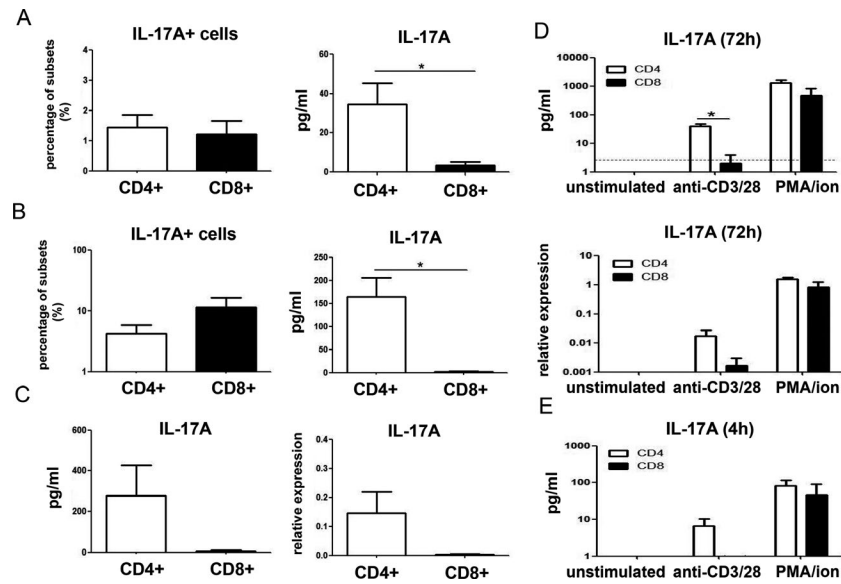 A
IL-17A+ cells
percentage of subsets
(%)
5
4
3
2
1
0
CD4+ CD8+
IL-17A
pg/ml
60
40
20
0
*
CD4+ CD8+
B
IL-17A+ cells
percentage of subsets
(%)
100
10
1
CD4+ CD8+
IL-17A
pg/ml
250
200
150
100
50
0
*
CD4+ CD8+
C
IL-17A
pg/ml
600
400
200
0
CD4+ CD8+
IL-17A
relative expression
0.4
0.3
0.2
0.1
0.0
CD4+ CD8+
D
IL-17A (72h)
CD4
CD8
pg/ml
10000
1000
100
10
1
*
unstimulated anti-CD3/28 PMA/ion
IL-17A (72h)
CD4
CD8
relative expression
10
1
0.1
0.01
0.001
unstimulated anti-CD3/28 PMA/ion
E
IL-17A (4h)
CD4
CD8
pg/ml
1000
100
10
1
unstimulated anti-CD3/28 PMA/ion